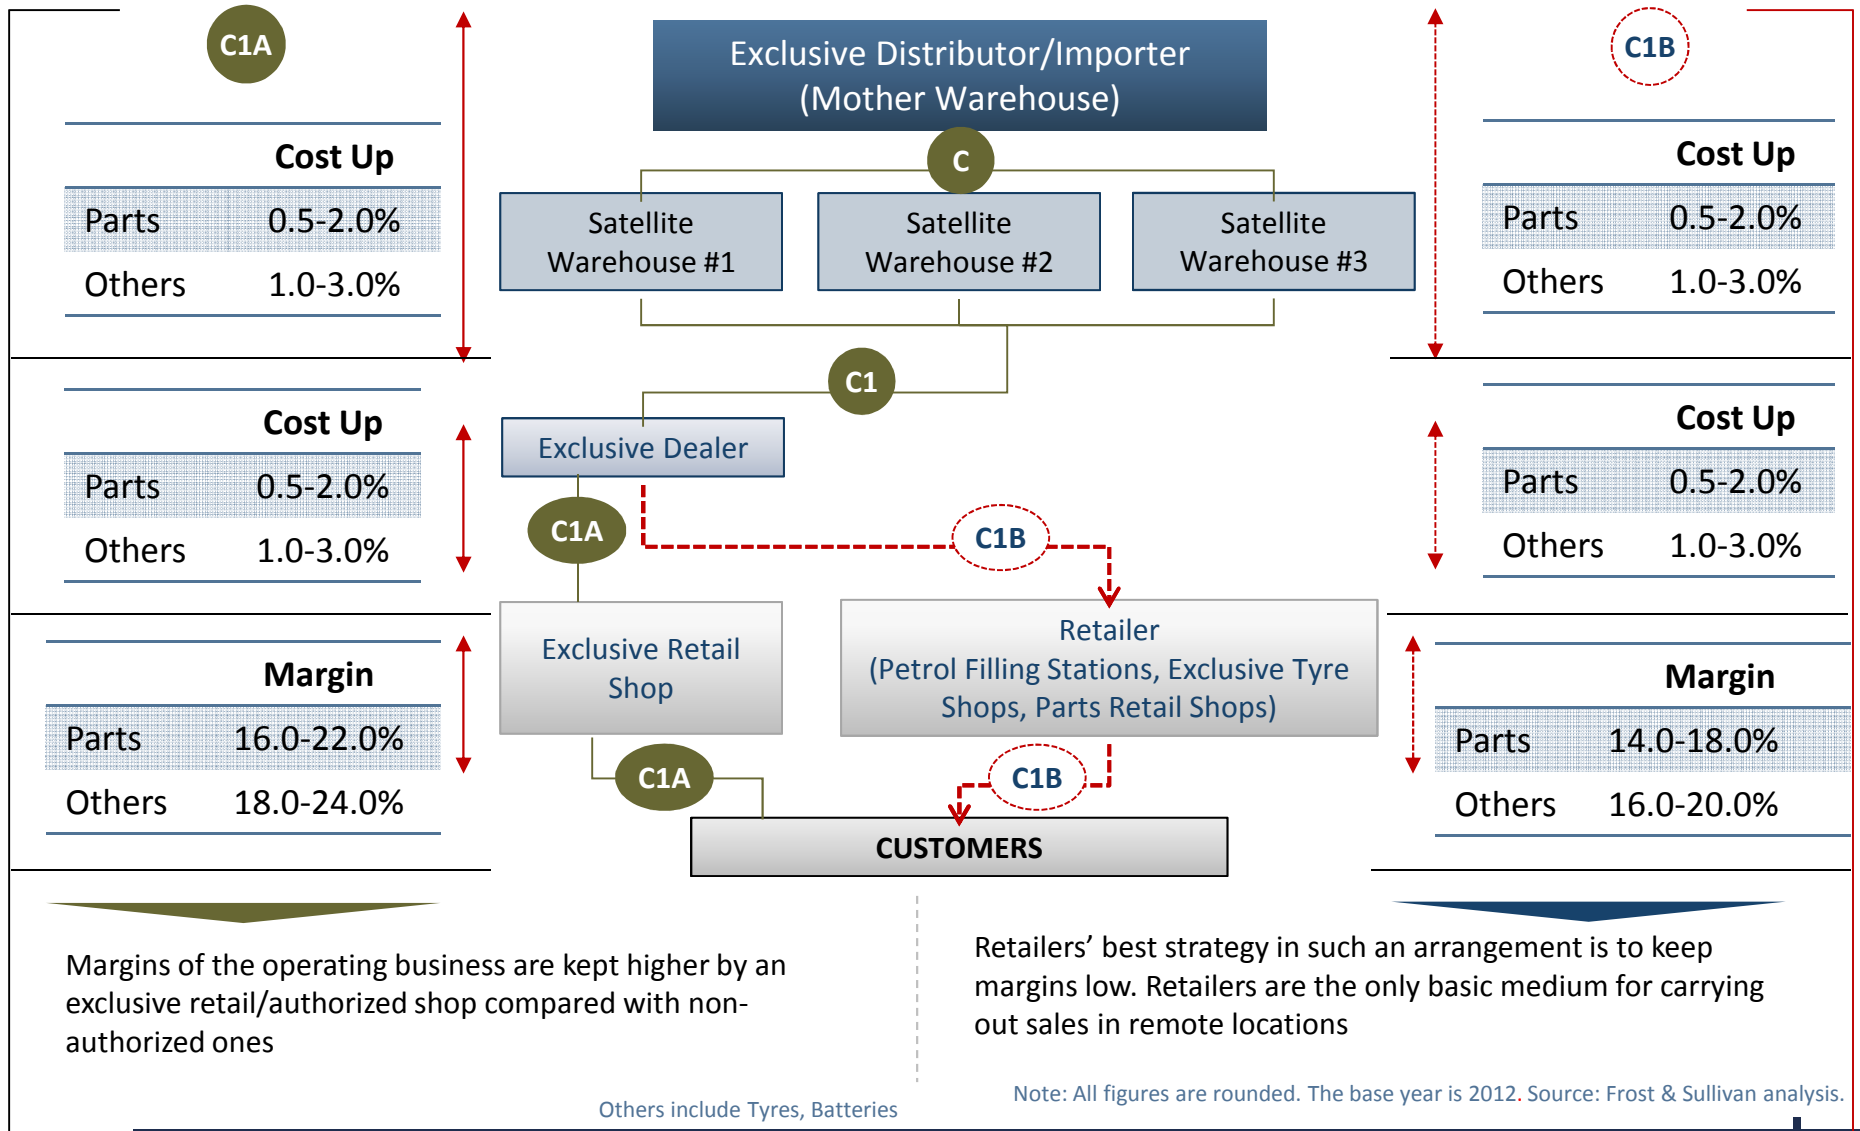 C1A
Exclusive Distributor/Importer
(Mother Warehouse)
C1B
Cost Up
Parts 0.5-2.0%
Others 1.0-3.0%
C
Satellite
Warehouse #1
Satellite
Warehouse #2
Satellite
Warehouse #3
Cost Up
Parts 0.5-2.0%
Others 1.0-3.0%
C1
Cost Up
Parts 0.5-2.0%
Others 1.0-3.0%
Exclusive Dealer
Cost Up
Parts 0.5-2.0%
Others 1.0-3.0%
C1A
C1B
Margin
Parts 16.0-22.0%
Others 18.0-24.0%
Exclusive Retail
Shop
Retailer
(Petrol Filling Stations, Exclusive Tyre
Shops, Parts Retail Shops)
Margin
Parts 14.0-18.0%
Others 16.0-20.0%
C1A
C1B
CUSTOMERS
Margins of the operating business are kept higher by an
exclusive retail/authorized shop compared with non-
authorized ones
Retailers’ best strategy in such an arrangement is to keep
margins low. Retailers are the only basic medium for carrying
out sales in remote locations
Others include Tyres, Batteries
Note: All figures are rounded. The base year is 2012. Source: Frost & Sullivan analysis.